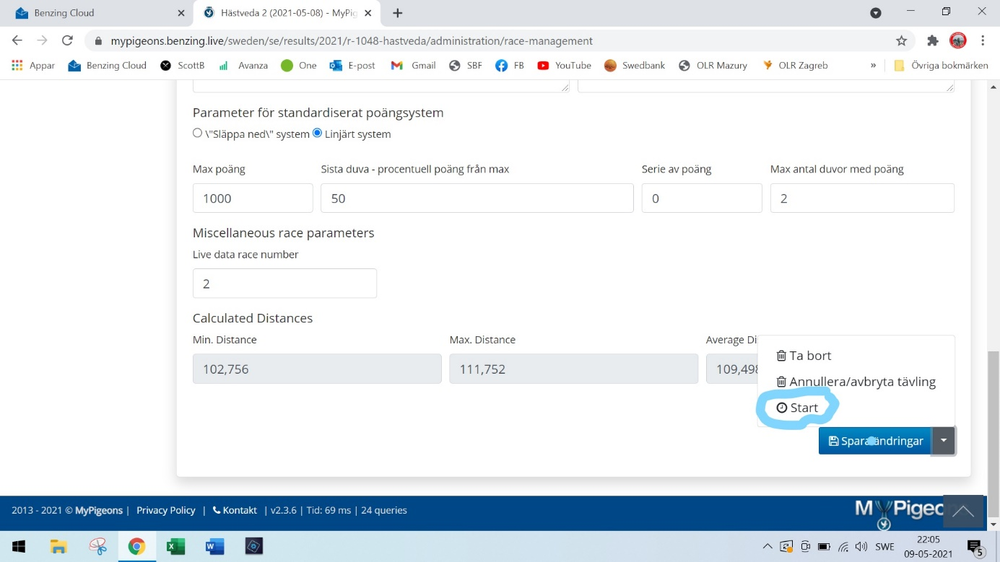 Benzing Cloud
Hästveda 2 (2021-05-08) - MyPig
mypigeons.benzing.live/sweden/se/results/2021/r-1048-hastveda/administration/race-management
Appar Benzing Cloud ScottB Avanza One E-post Gmail SBF FB YouTube Swedbank OLR Mazury OLR Zagreb » Övriga bokmärken
Parameter för standardiserat poängsystem
\"Släppa ned\" system Linjärt system
Max poäng Sista duva - procentuell poäng från max Serie av poäng Max antal duvor med poäng
1000 50 0 2
Miscellaneous race parameters
Live data race number
2
Calculated Distances
Min. Distance Max. Distance Average Di
102,756 111,752 109,498
Ta bort
Annullera/avbryta tävling
Start
Spara ändringar
2013 - 2021 © MyPigeons | Privacy Policy | Kontakt | v2.3.6 | Tid: 69 ms | 24 queries
MyPigeo
SWE
22:05
09-05-2021
5